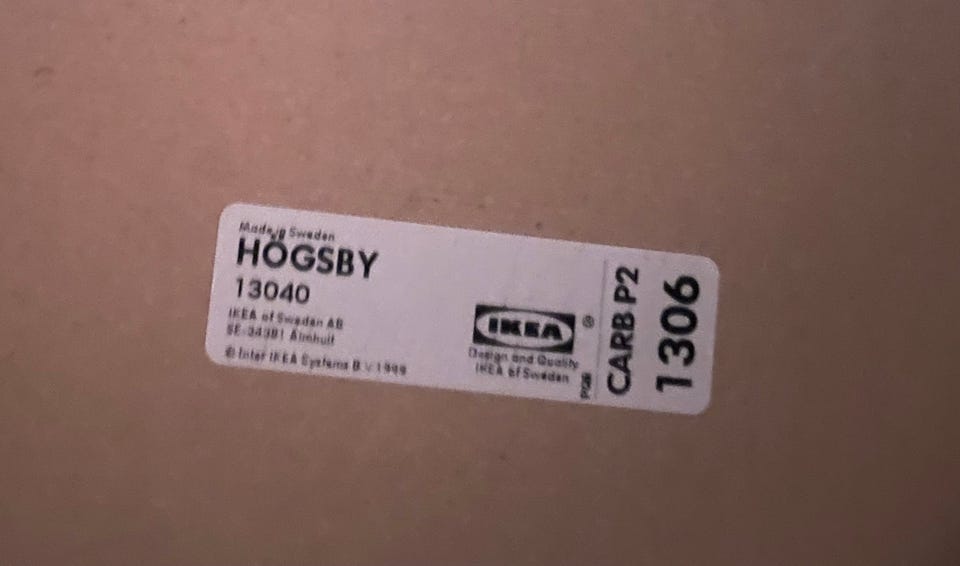 Made in Sweden
HÖGSBY
13040
IKEA of Sweden AB
SE-34381 Älmhult
© Inter IKEA Systems B.V. 1999
IKEA ®
Design and Quality
IKEA of Sweden
CARB P2
1306